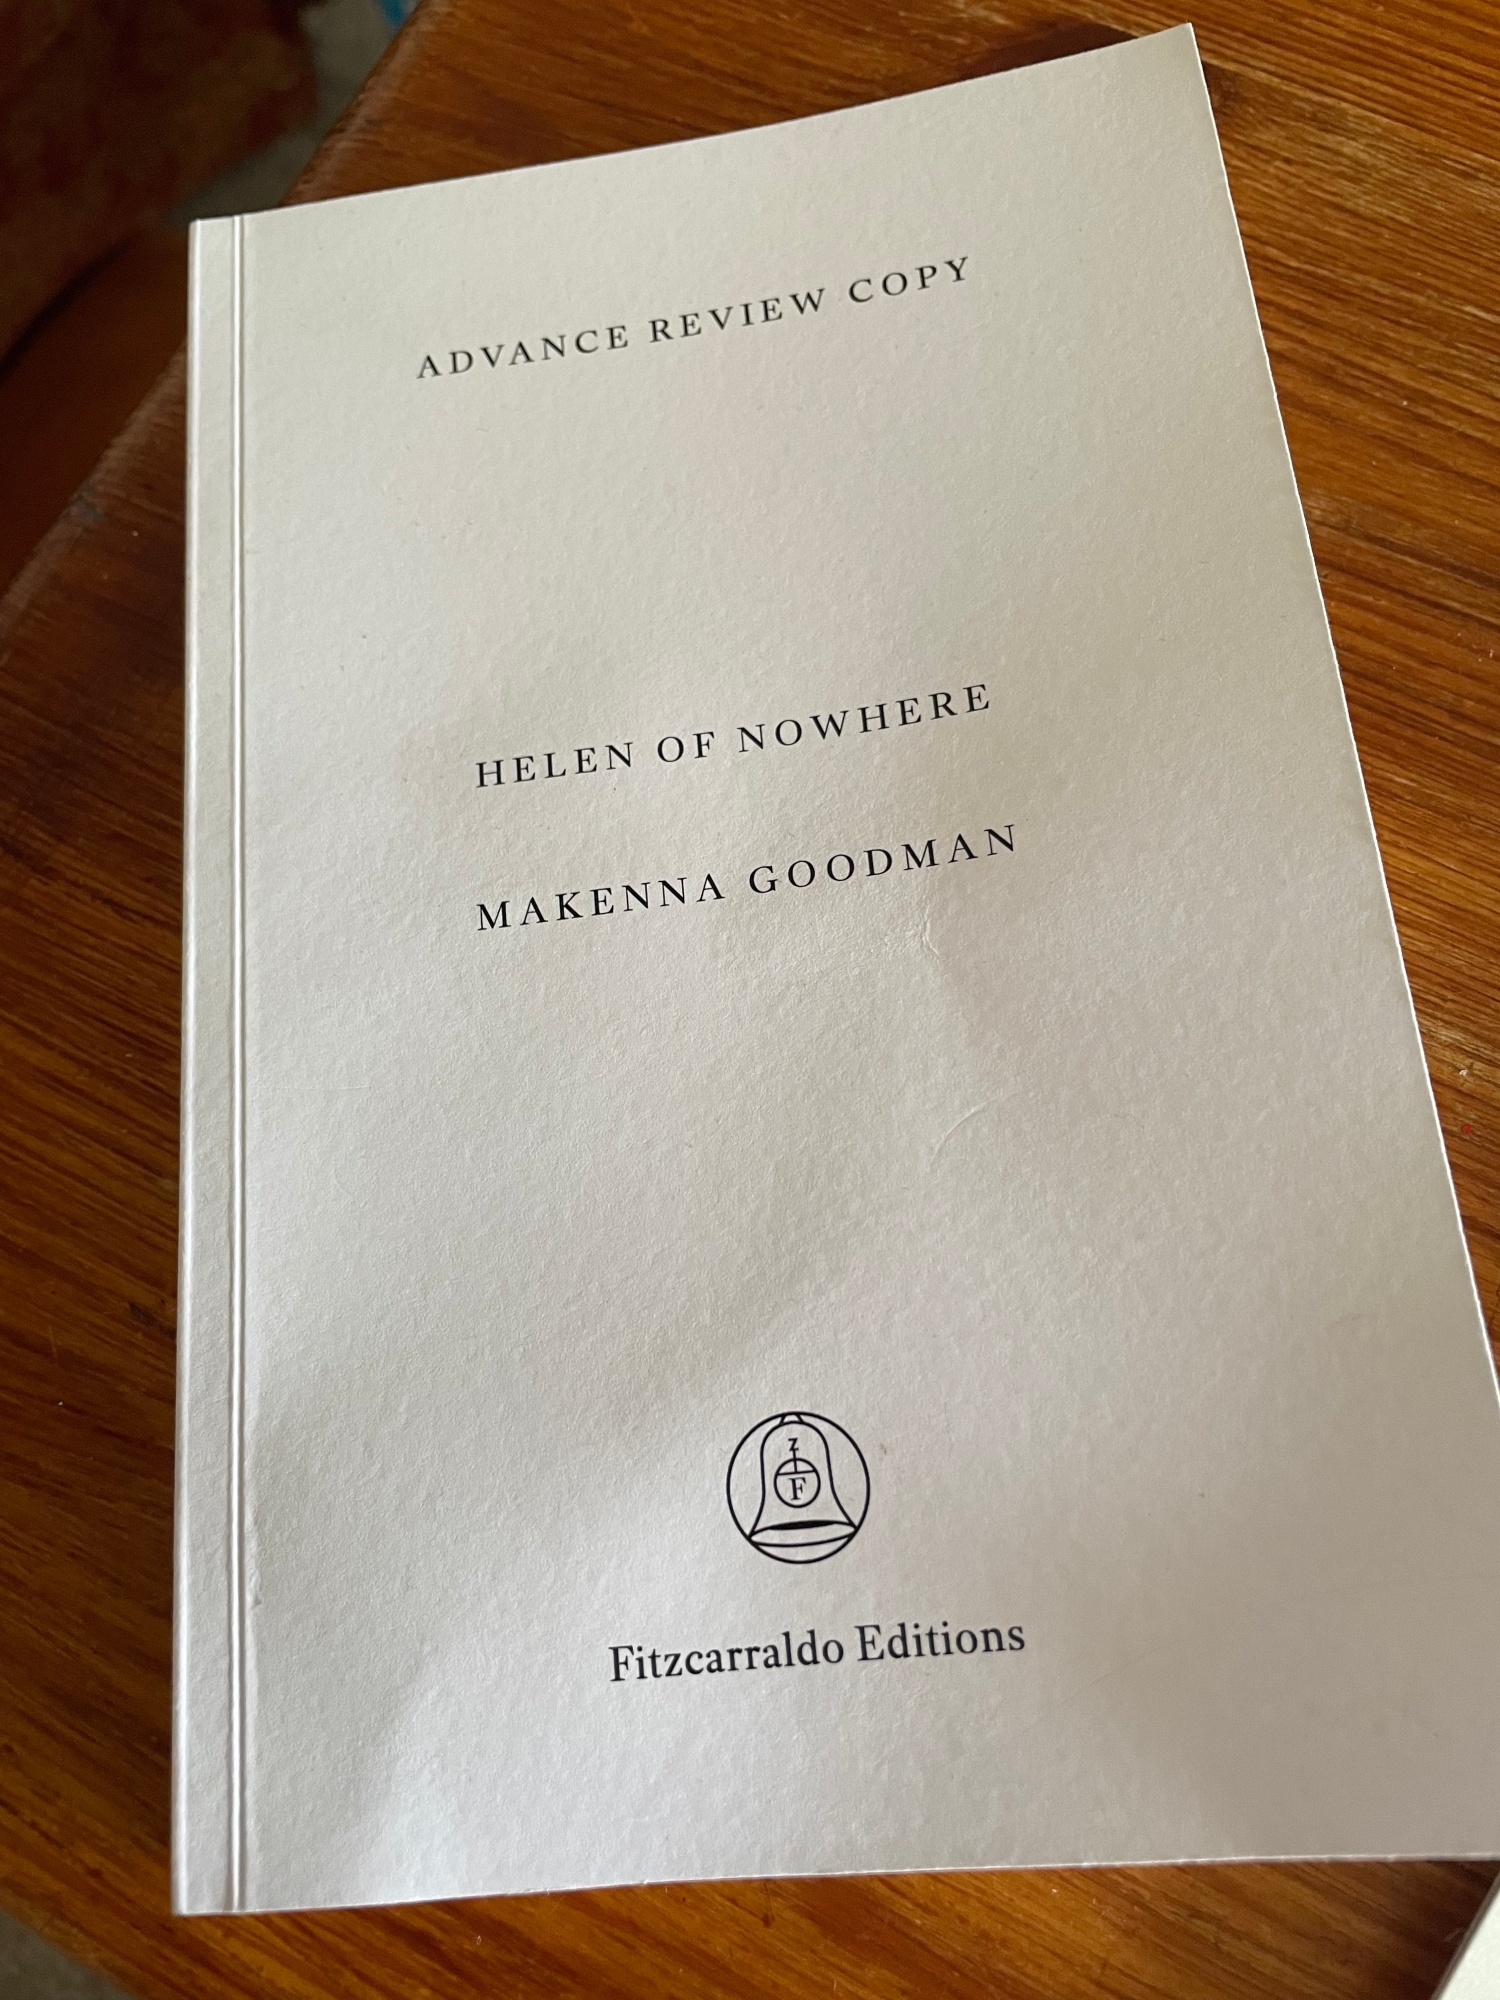 ADVANCE REVIEW COPY
HELEN OF NOWHERE
MAKENNA GOODMAN
Z
F
Fitzcarraldo Editions